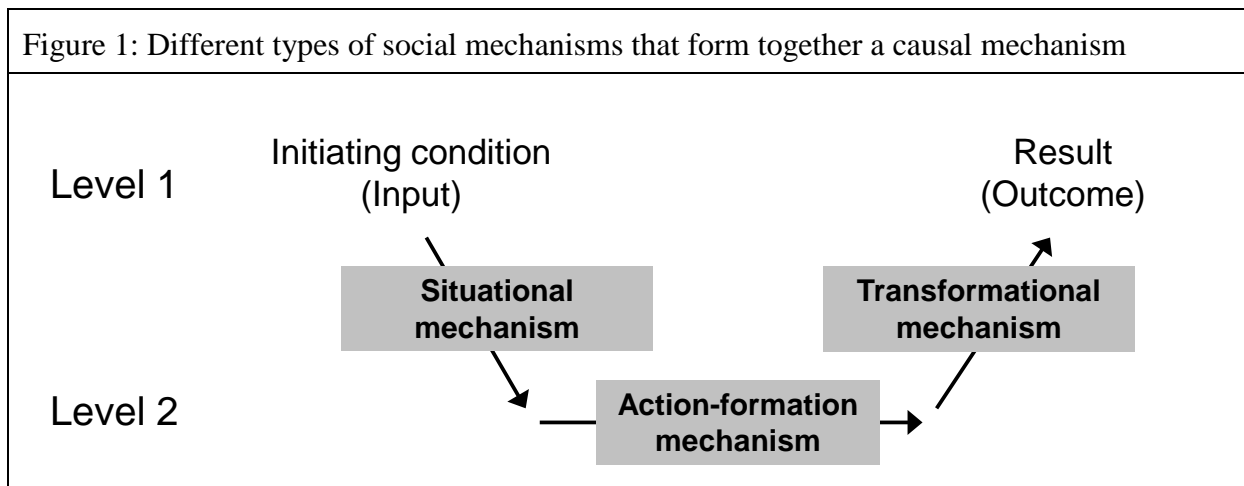 Figure 1: Different types of social mechanisms that form together a causal mechanism
Level 1
Initiating condition
(Input)
Result
(Outcome)
Situational
mechanism
Transformational
mechanism
Level 2
Action-formation
mechanism